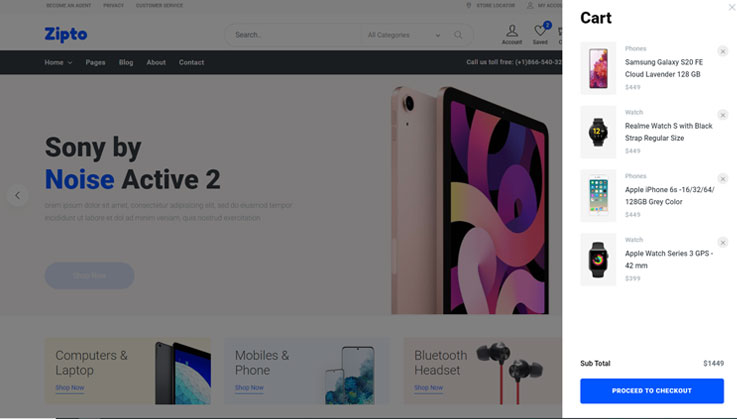 BECOME AN AGENT PRIVACY CUSTOMER SERVICE
STORE LOCATOR MY ACCOU
Zipto
Search..
All Categories
Account
Saved
2
Home Pages Blog About Contact
Call us toll free: (+1)866-540-32
Sony by
Noise Active 2
lorem ipsum dolor sit amet, consectetur adipisicing elit, sed do eiusmod tempor
incididunt ut labore et dol ad minim veniam, quis nostrud exercitation
Shop Now
Computers &
Laptop
Shop Now
Mobiles &
Phone
Shop Now
Bluetooth
Headset
Shop Now
Cart
Phones
Samsung Galaxy S20 FE
Cloud Lavender 128 GB
$449
Watch
Realme Watch S with Black
Strap Regular Size
$449
Phones
Apple iPhone 6s -16/32/64/
128GB Grey Color
$449
Watch
Apple Watch Series 3 GPS -
42 mm
$399
Sub Total $1449
PROCEED TO CHECKOUT